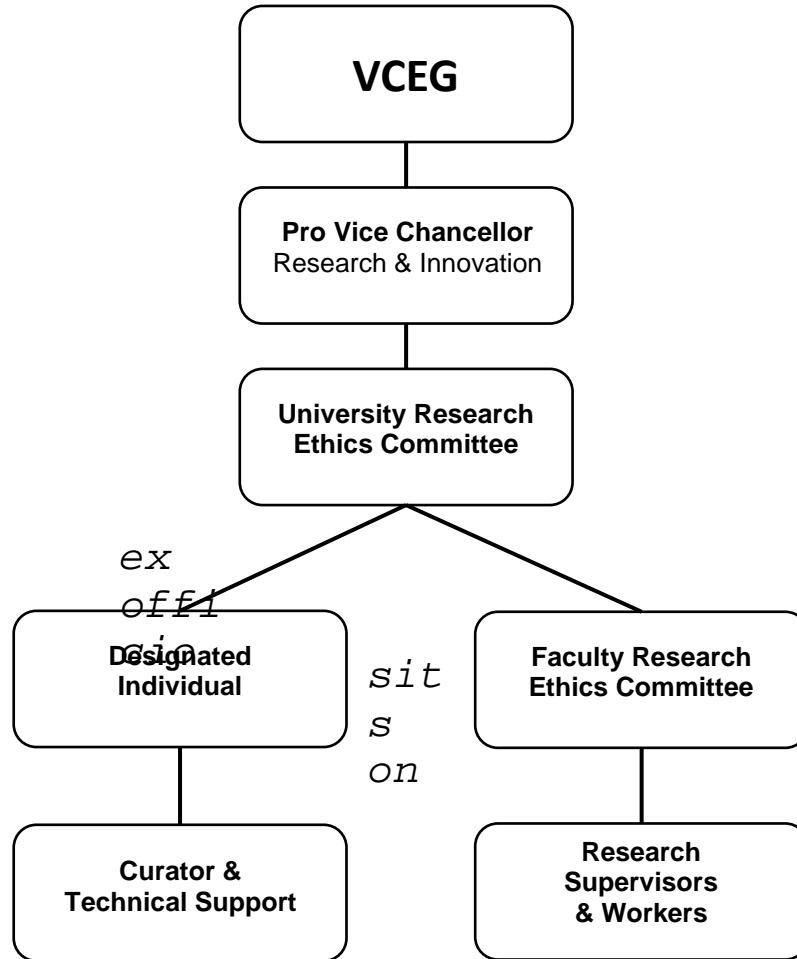 VCEG
Pro Vice Chancellor
Research & Innovation
University Research
Ethics Committee
ex
offi
cio
Designated
Individual
sit
s
on
Faculty Research
Ethics Committee
Curator &
Technical Support
Research
Supervisors
& Workers